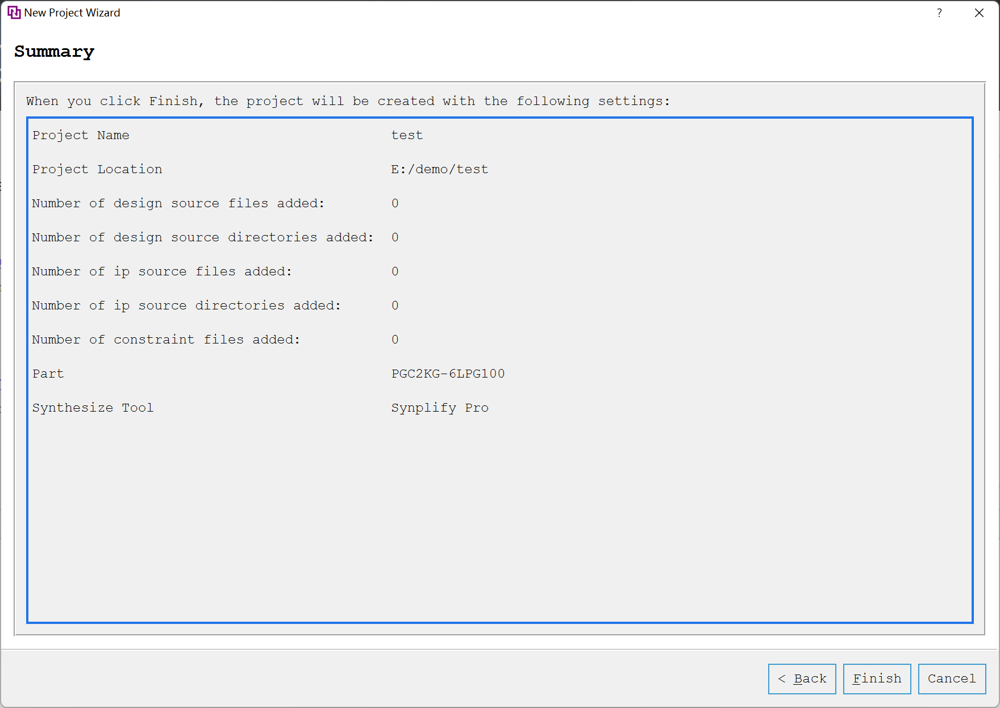 New Project Wizard ?
Summary
When you click Finish, the project will be created with the following settings:
Project Name test
Project Location E:/demo/test
Number of design source files added: 0
Number of design source directories added: 0
Number of ip source files added: 0
Number of ip source directories added: 0
Number of constraint files added: 0
Part PGC2KG-6LPG100
Synthesize Tool Synplify Pro
< Back Finish Cancel